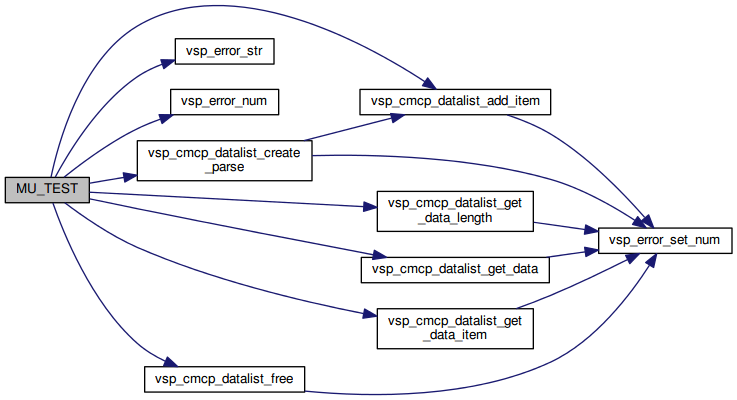 MU_TEST
vsp_error_str
vsp_error_num
vsp_cmcp_datalist_create
_parse
vsp_cmcp_datalist_add_item
vsp_cmcp_datalist_get
_data_length
vsp_cmcp_datalist_get_data
vsp_cmcp_datalist_get
_data_item
vsp_cmcp_datalist_free
vsp_error_set_num